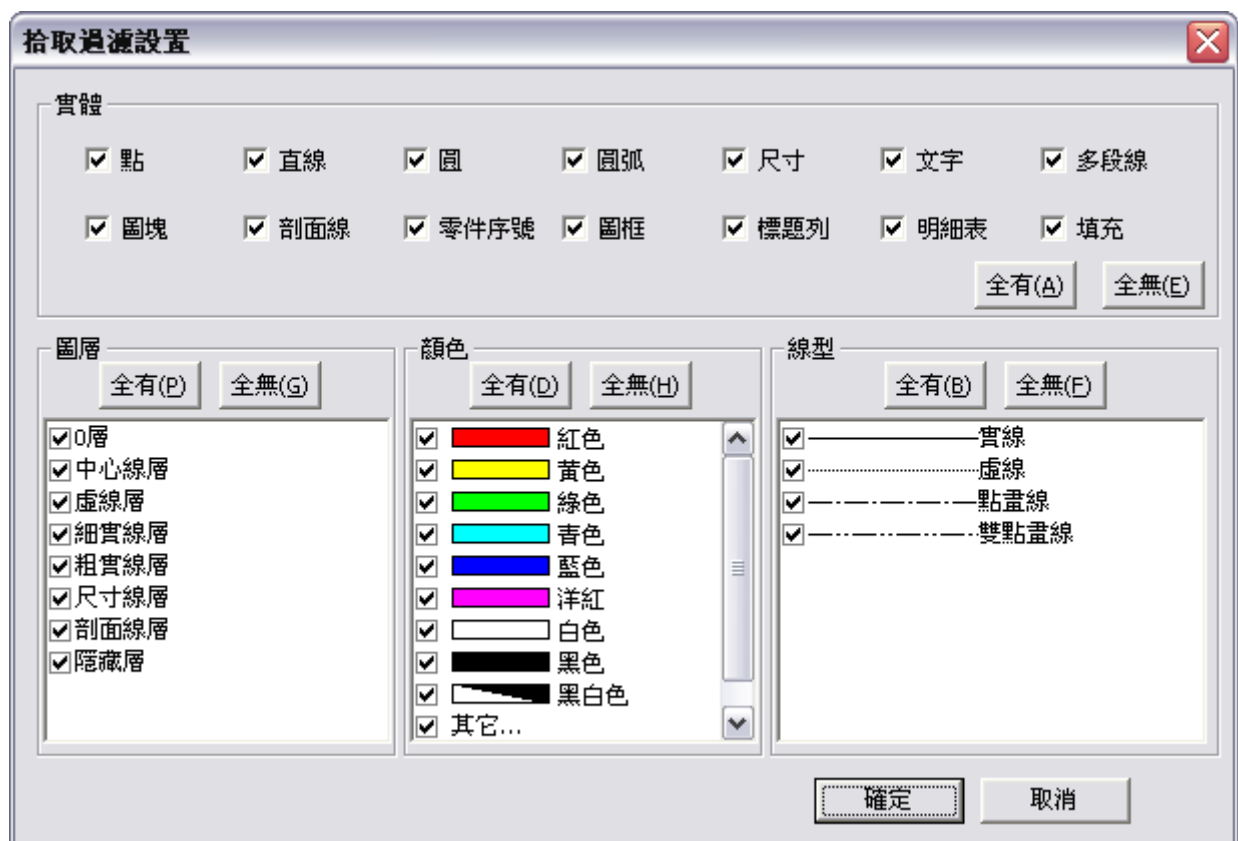 拾取過濾設置
實體
點 直線 圓 圓弧 尺寸 文字 多段線
圖塊 剖面線 零件序號 圖框 標題列 明細表 填充
全有(A) 全無(E)
圖層
全有(P) 全無(G)
0層
中心線層
虛線層
細實線層
粗實線層
尺寸線層
剖面線層
隱藏層
顏色
全有(D) 全無(H)
紅色
黃色
綠色
青色
藍色
洋紅
白色
黑色
黑白色
其它...
線型
全有(B) 全無(F)
實線
虛線
點畫線
雙點畫線
確定 取消